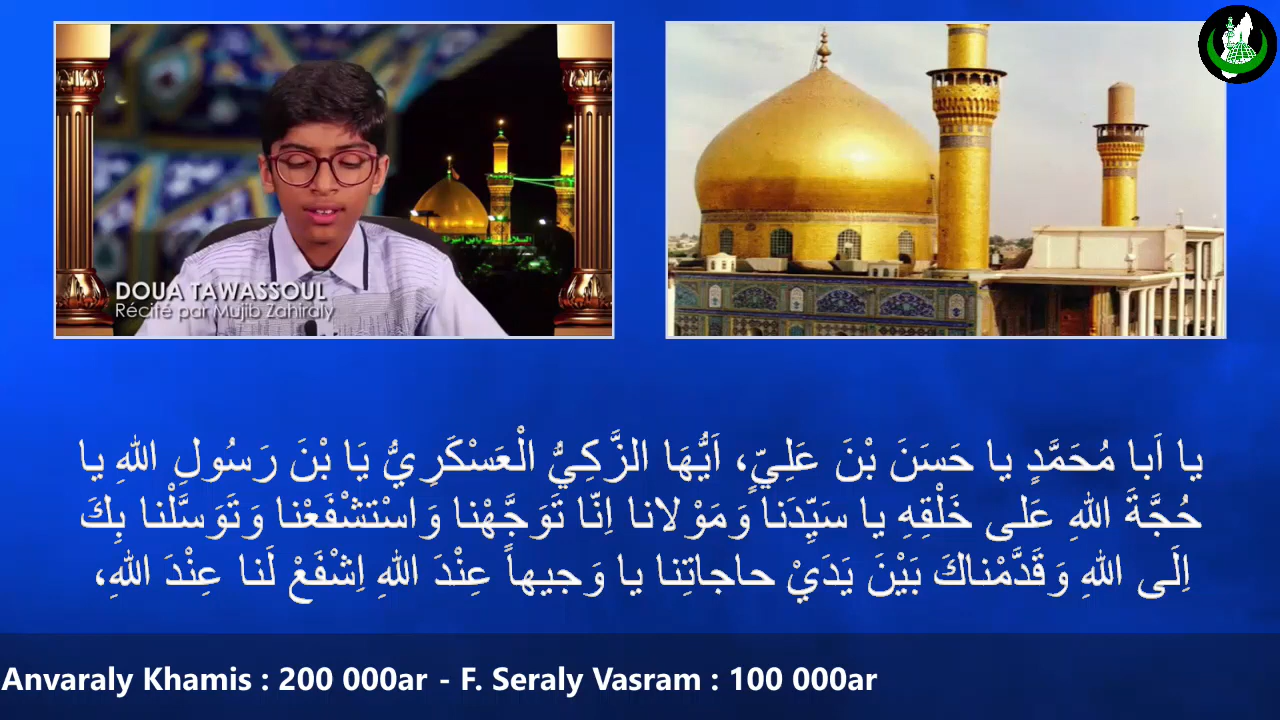 DOUA TAWASSOUL
Récité par Mujib Zahiraly
يا اَبا مُحَمَّدٍ يا حَسَنَ بْنَ عَلِيّ، اَيُّهَا الزَّكِيُّ الْعَسْكَرِيُّ يَا بْنَ رَسُولِ اللهِ يا
حُجَّةَ اللهِ عَلى خَلْقِهِ يا سَيِّدَنا وَمَوْلانا اِنّا تَوَجَّهْنا وَاسْتشْفَعْنا وَتَوَسَّلْنا بِكَ
اِلَى اللهِ وَقَدَّمْناكَ بَيْنَ يَدَيْ حاجاتِنا يا وَجيهاً عِنْدَ اللهِ اِشْفَعْ لَنا عِنْدَ اللهِ،
Anvaraly Khamis : 200 000ar - F. Seraly Vasram : 100 000ar